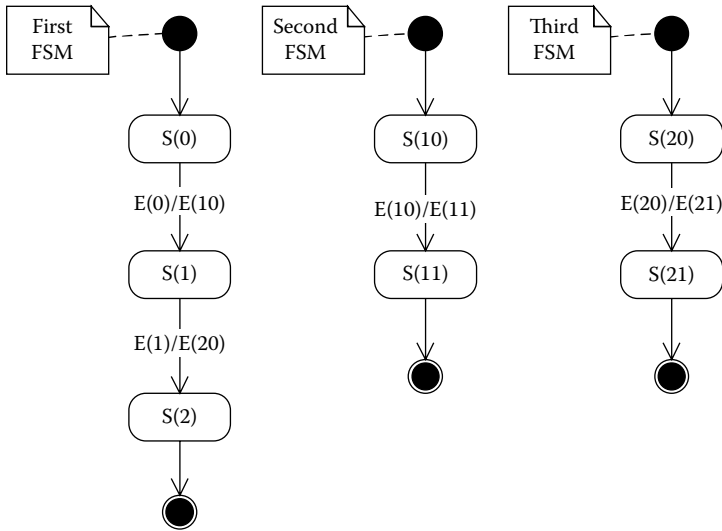 First
FSM
Second
FSM
Third
FSM
S(0)
S(10)
S(20)
E(0)/E(10)
E(10)/E(11)
E(20)/E(21)
S(1)
S(11)
S(21)
E(1)/E(20)
S(2)